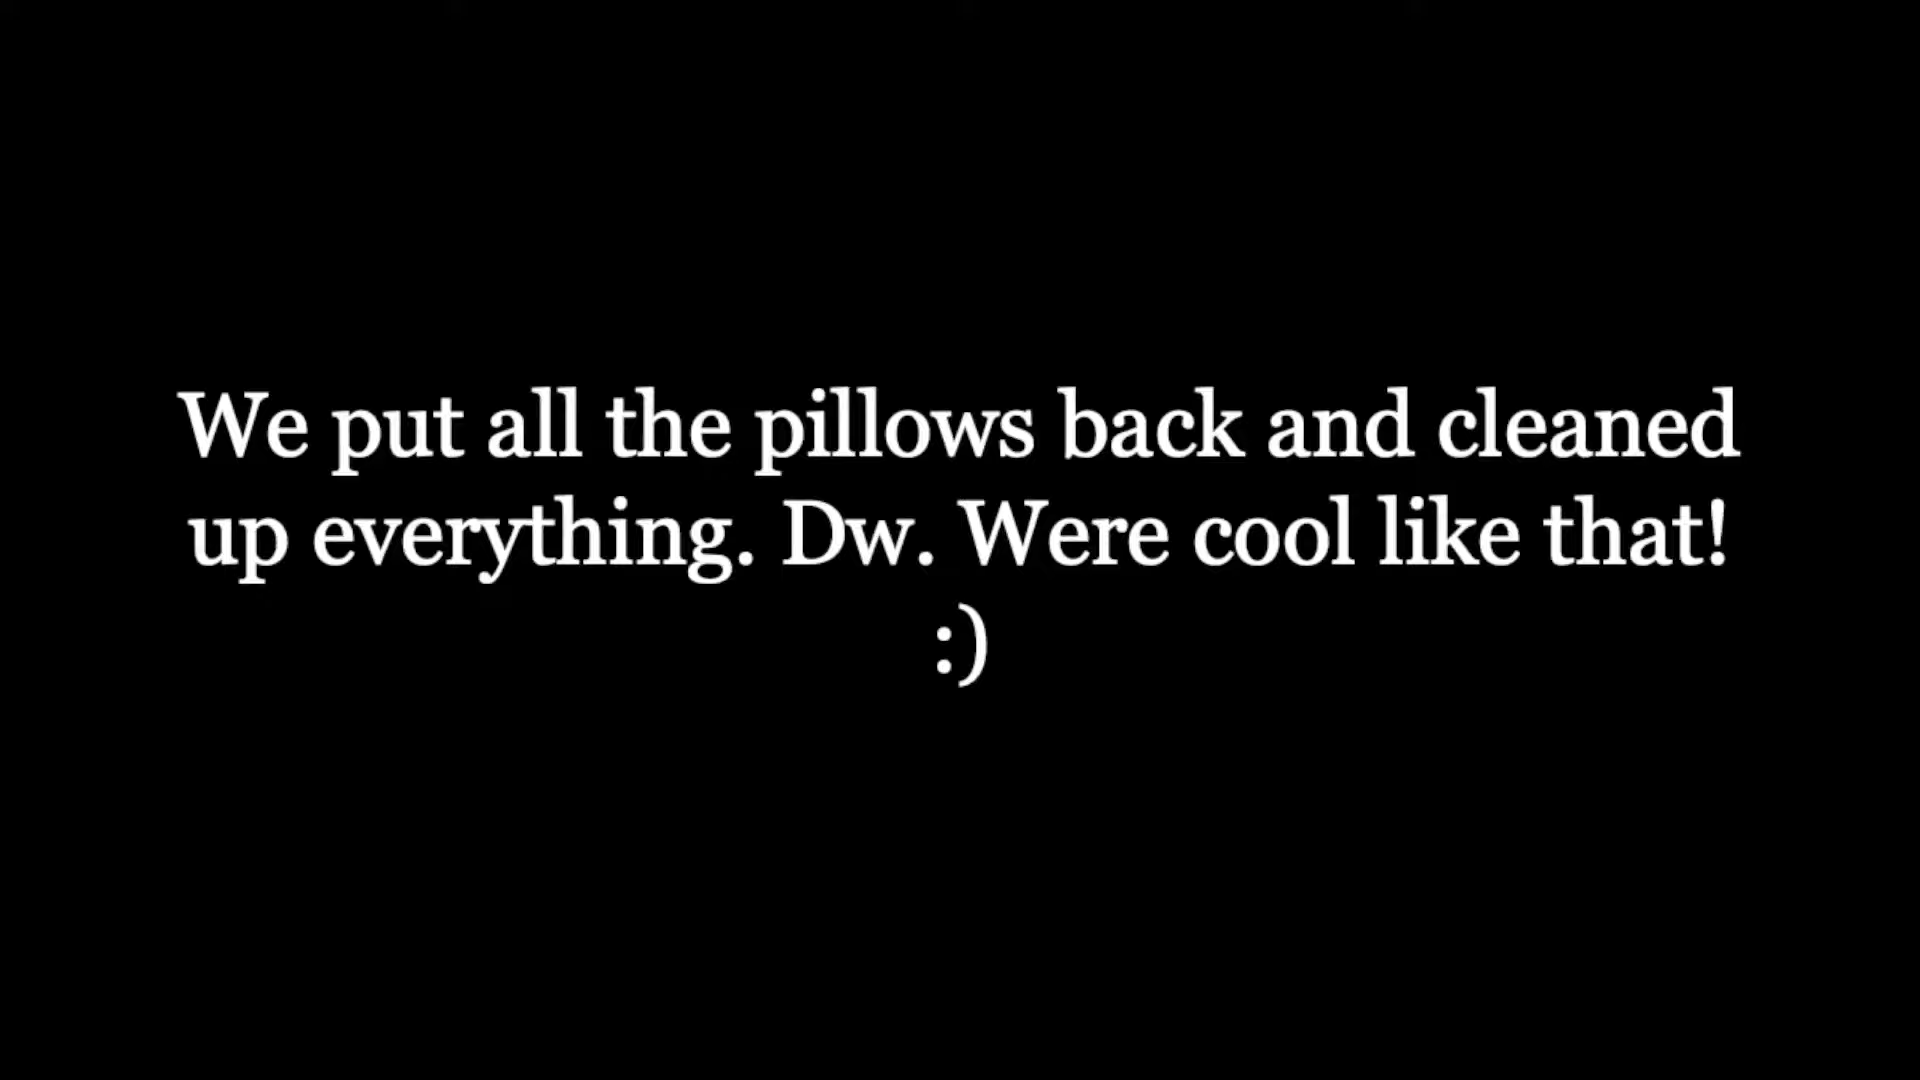 We put all the pillows back and cleaned
up everything. Dw. Were cool like that!
:)